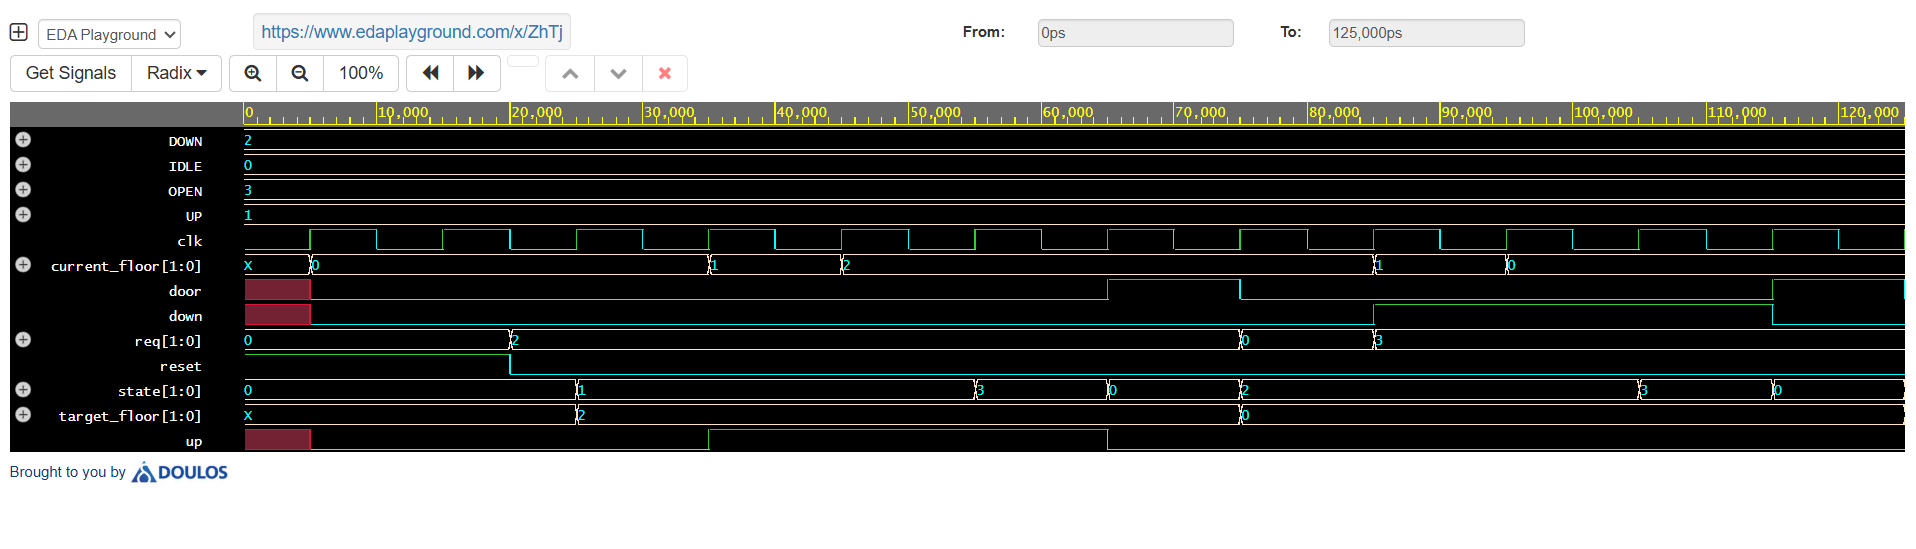 EDA Playground https://www.edaplayground.com/x/ZhTj From: 0ps To: 125,000ps
Get Signals Radix 100%
0 10,000 20,000 30,000 40,000 50,000 60,000 70,000 80,000 90,000 100,000 110,000 120,000
DOWN 2
IDLE 0
OPEN 3
UP 1
clk
current_floor[1:0] X 0 1 2 1 0
door
down
req[1:0] 0 2 0 3
reset
state[1:0] 0 1 3 0 2 3 0
target_floor[1:0] X 2 0
up
Brought to you by DOULOS